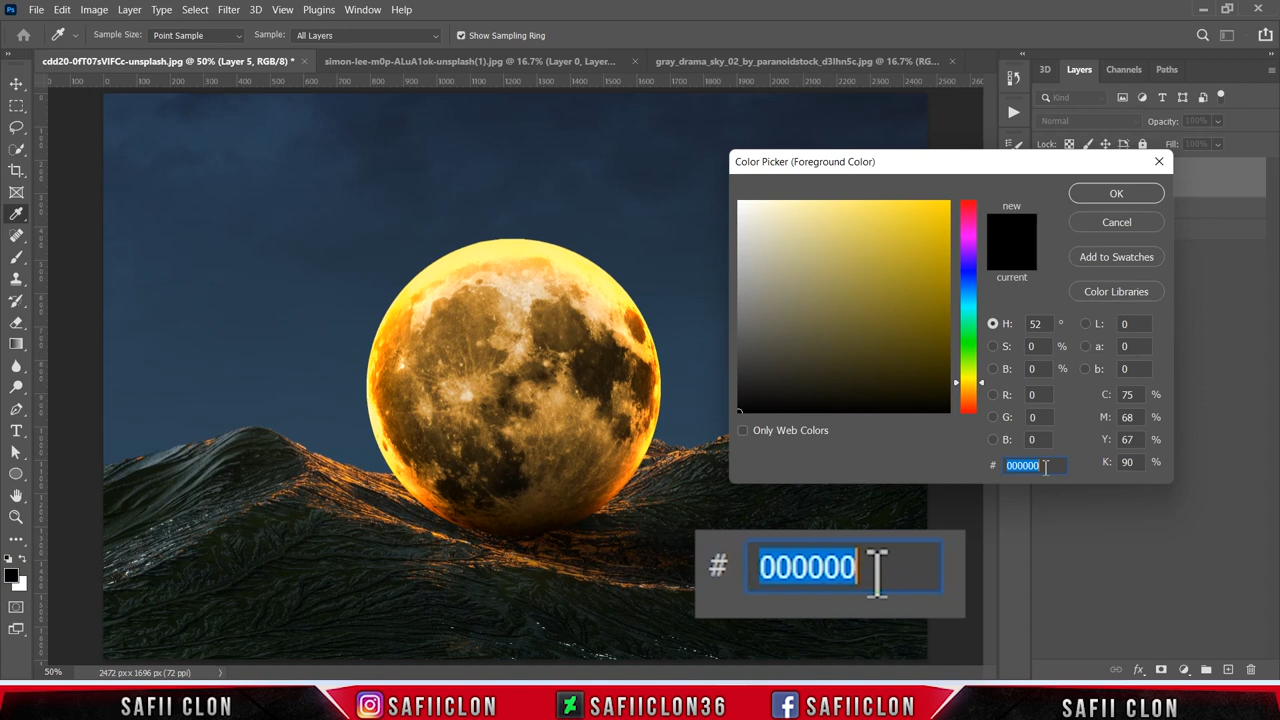 Ps File Edit Image Layer Type Select Filter 3D View Plugins Window Help
Sample Size: Point Sample Sample: All Layers Show Sampling Ring
cdd20-0fT07sVIFCc-unsplash.jpg @ 50% (Layer 5, RGB/8) * simon-lee-m0p-ALuA1ok-unsplash(1).jpg @ 16.7% (Layer 0, Layer... gray_drama_sky_02_by_paranoidstock_d3lhn5c.jpg @ 16.7% (RG...
3D Layers Channels Paths
Kind
Normal Opacity: 100%
Lock: Fill: 100%
Color Picker (Foreground Color)
new
current
OK
Cancel
Add to Swatches
Color Libraries
H: 52 ° L: 0
S: 0 % a: 0
B: 0 % b: 0
R: 0 C: 75 %
G: 0 M: 68 %
B: 0 Y: 67 %
# 000000 K: 90 %
Only Web Colors
# 000000
50% 2472 px x 1696 px (72 ppi)
SAFII CLON SAFIICLON SAFIICLON36 SAFIICLON SAFII CLON